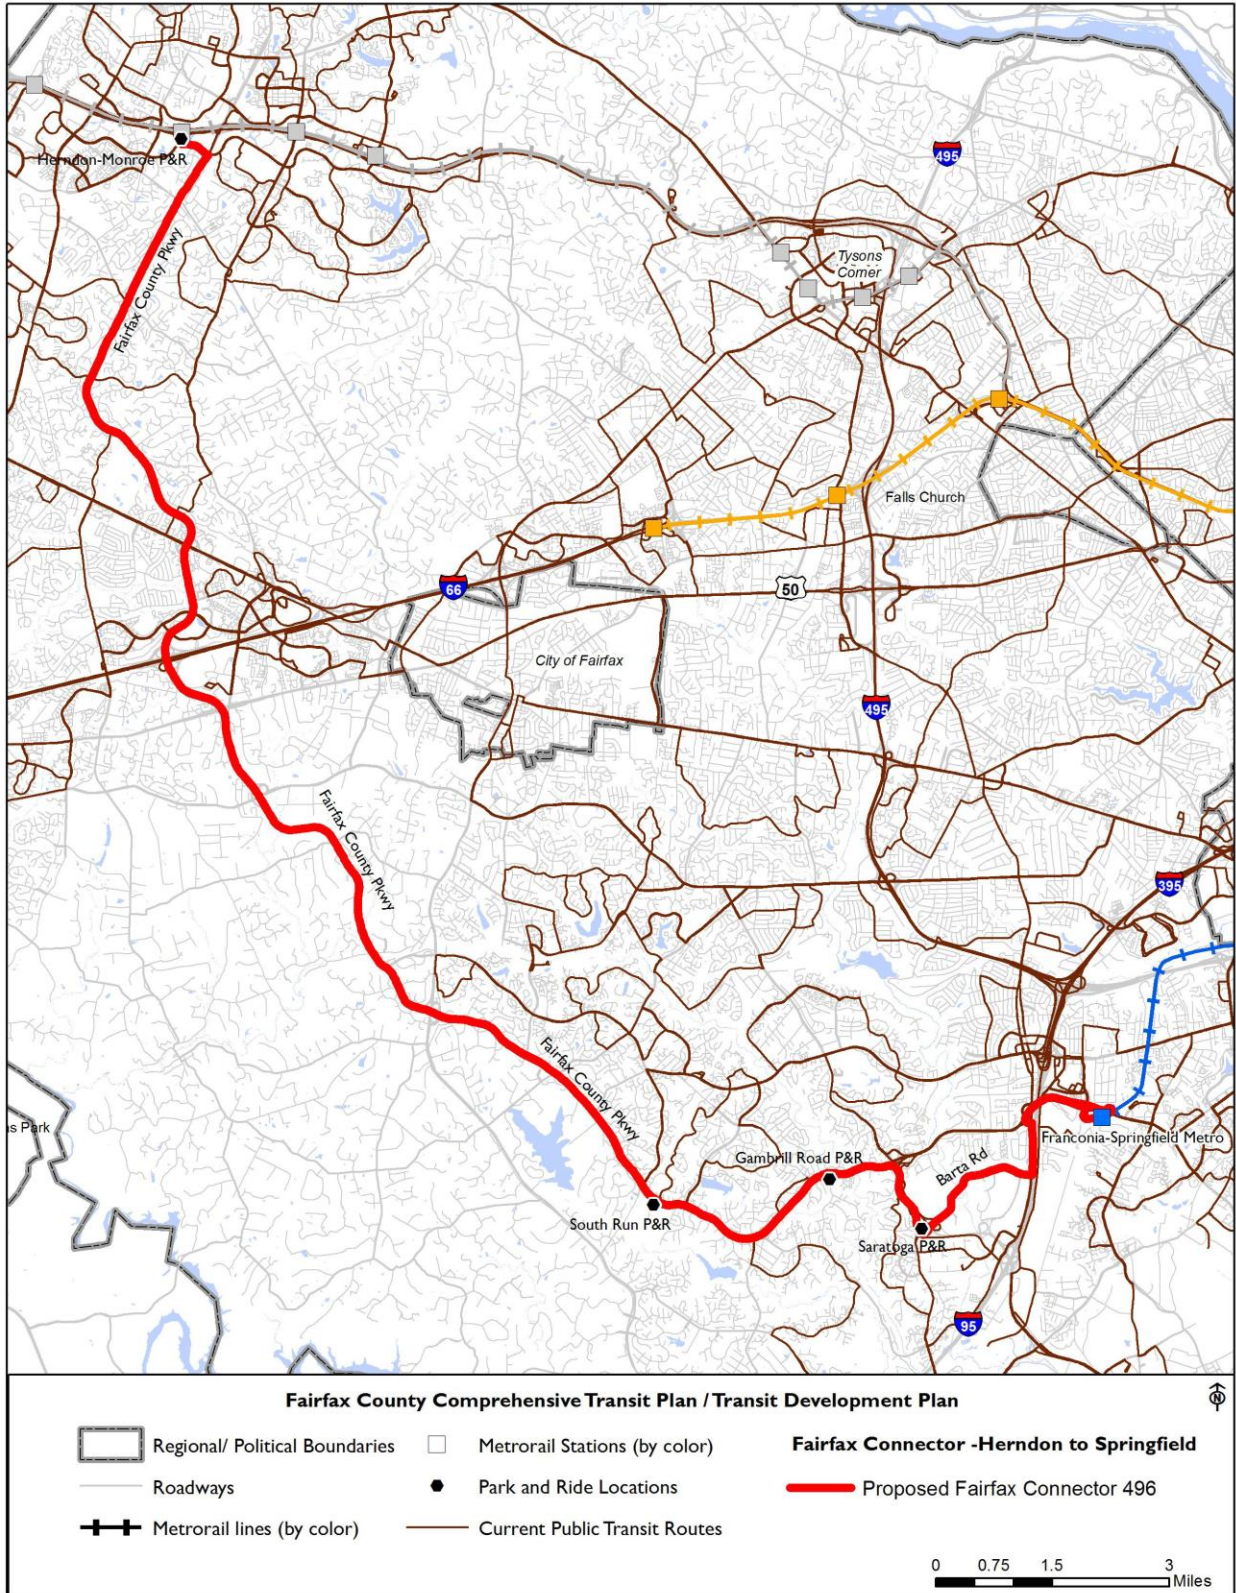 495
Herndon-Monroe P&R
Fairfax County Pkwy
Tysons
Corner
Falls Church
66
50
City of Fairfax
495
Fairfax County Pkwy
395
Fairfax County Pkwy
s Park
Franconia-Springfield Metro
Gambrill Road P&R
Barta Rd
South Run P&R
Saratoga P&R
95
Fairfax County Comprehensive Transit Plan / Transit Development Plan
N
Regional/ Political Boundaries
Metrorail Stations (by color)
Fairfax Connector -Herndon to Springfield
Roadways
Park and Ride Locations
Proposed Fairfax Connector 496
Metrorail lines (by color)
Current Public Transit Routes
0 0.75 1.5 3
Miles